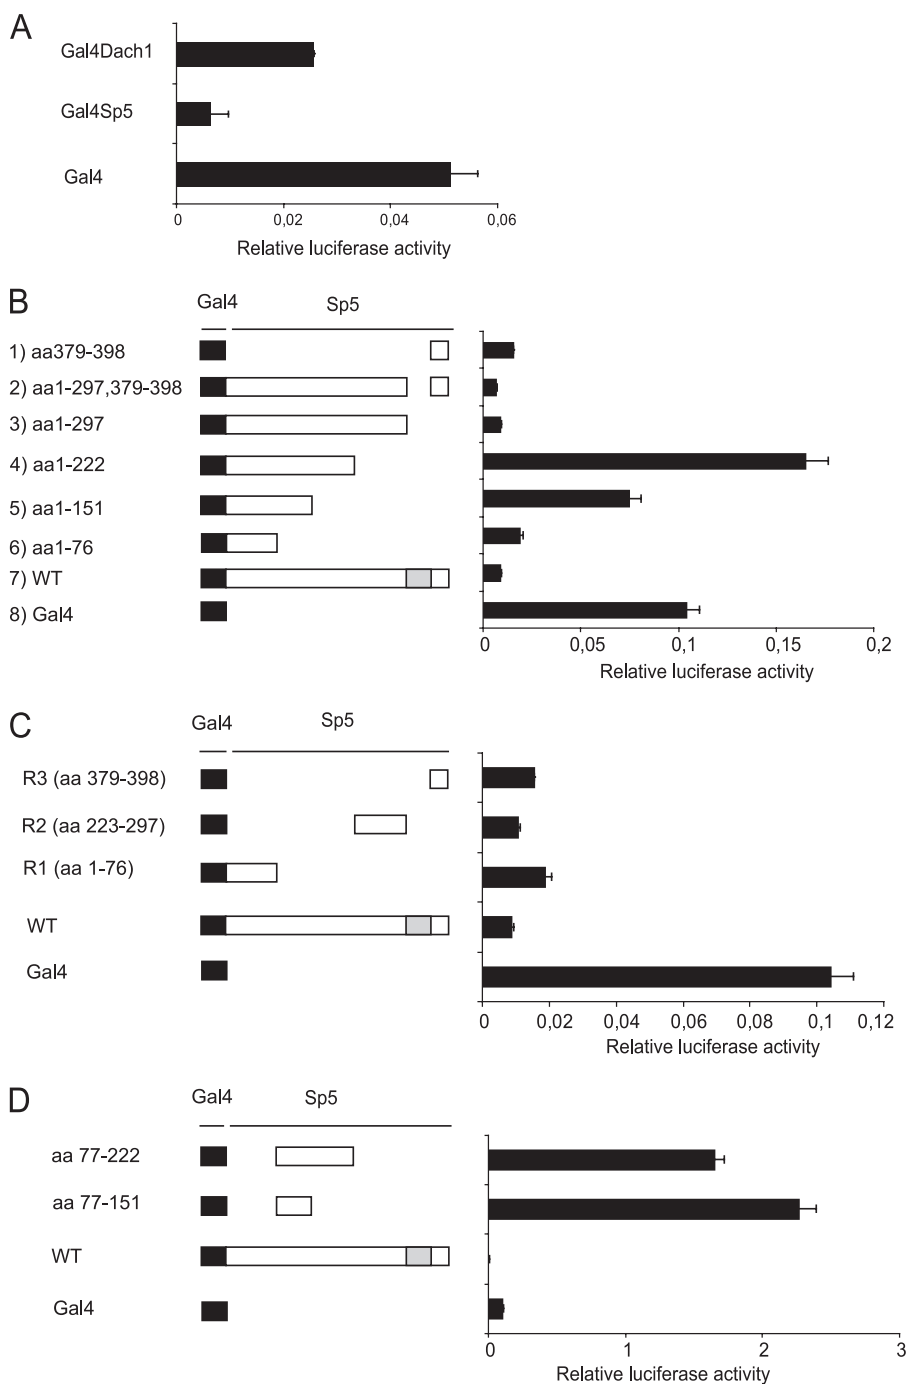 A
Gal4Dach1
Gal4Sp5
Gal4
0 0,02 0,04 0,06
Relative luciferase activity
B
Gal4 Sp5
1) aa379-398
2) aa1-297,379-398
3) aa1-297
4) aa1-222
5) aa1-151
6) aa1-76
7) WT
8) Gal4
0 0,05 0,1 0,15 0,2
Relative luciferase activity
C
Gal4 Sp5
R3 (aa 379-398)
R2 (aa 223-297)
R1 (aa 1-76)
WT
Gal4
0 0,02 0,04 0,06 0,08 0,1 0,12
Relative luciferase activity
D
Gal4 Sp5
aa 77-222
aa 77-151
WT
Gal4
0 1 2 3
Relative luciferase activity